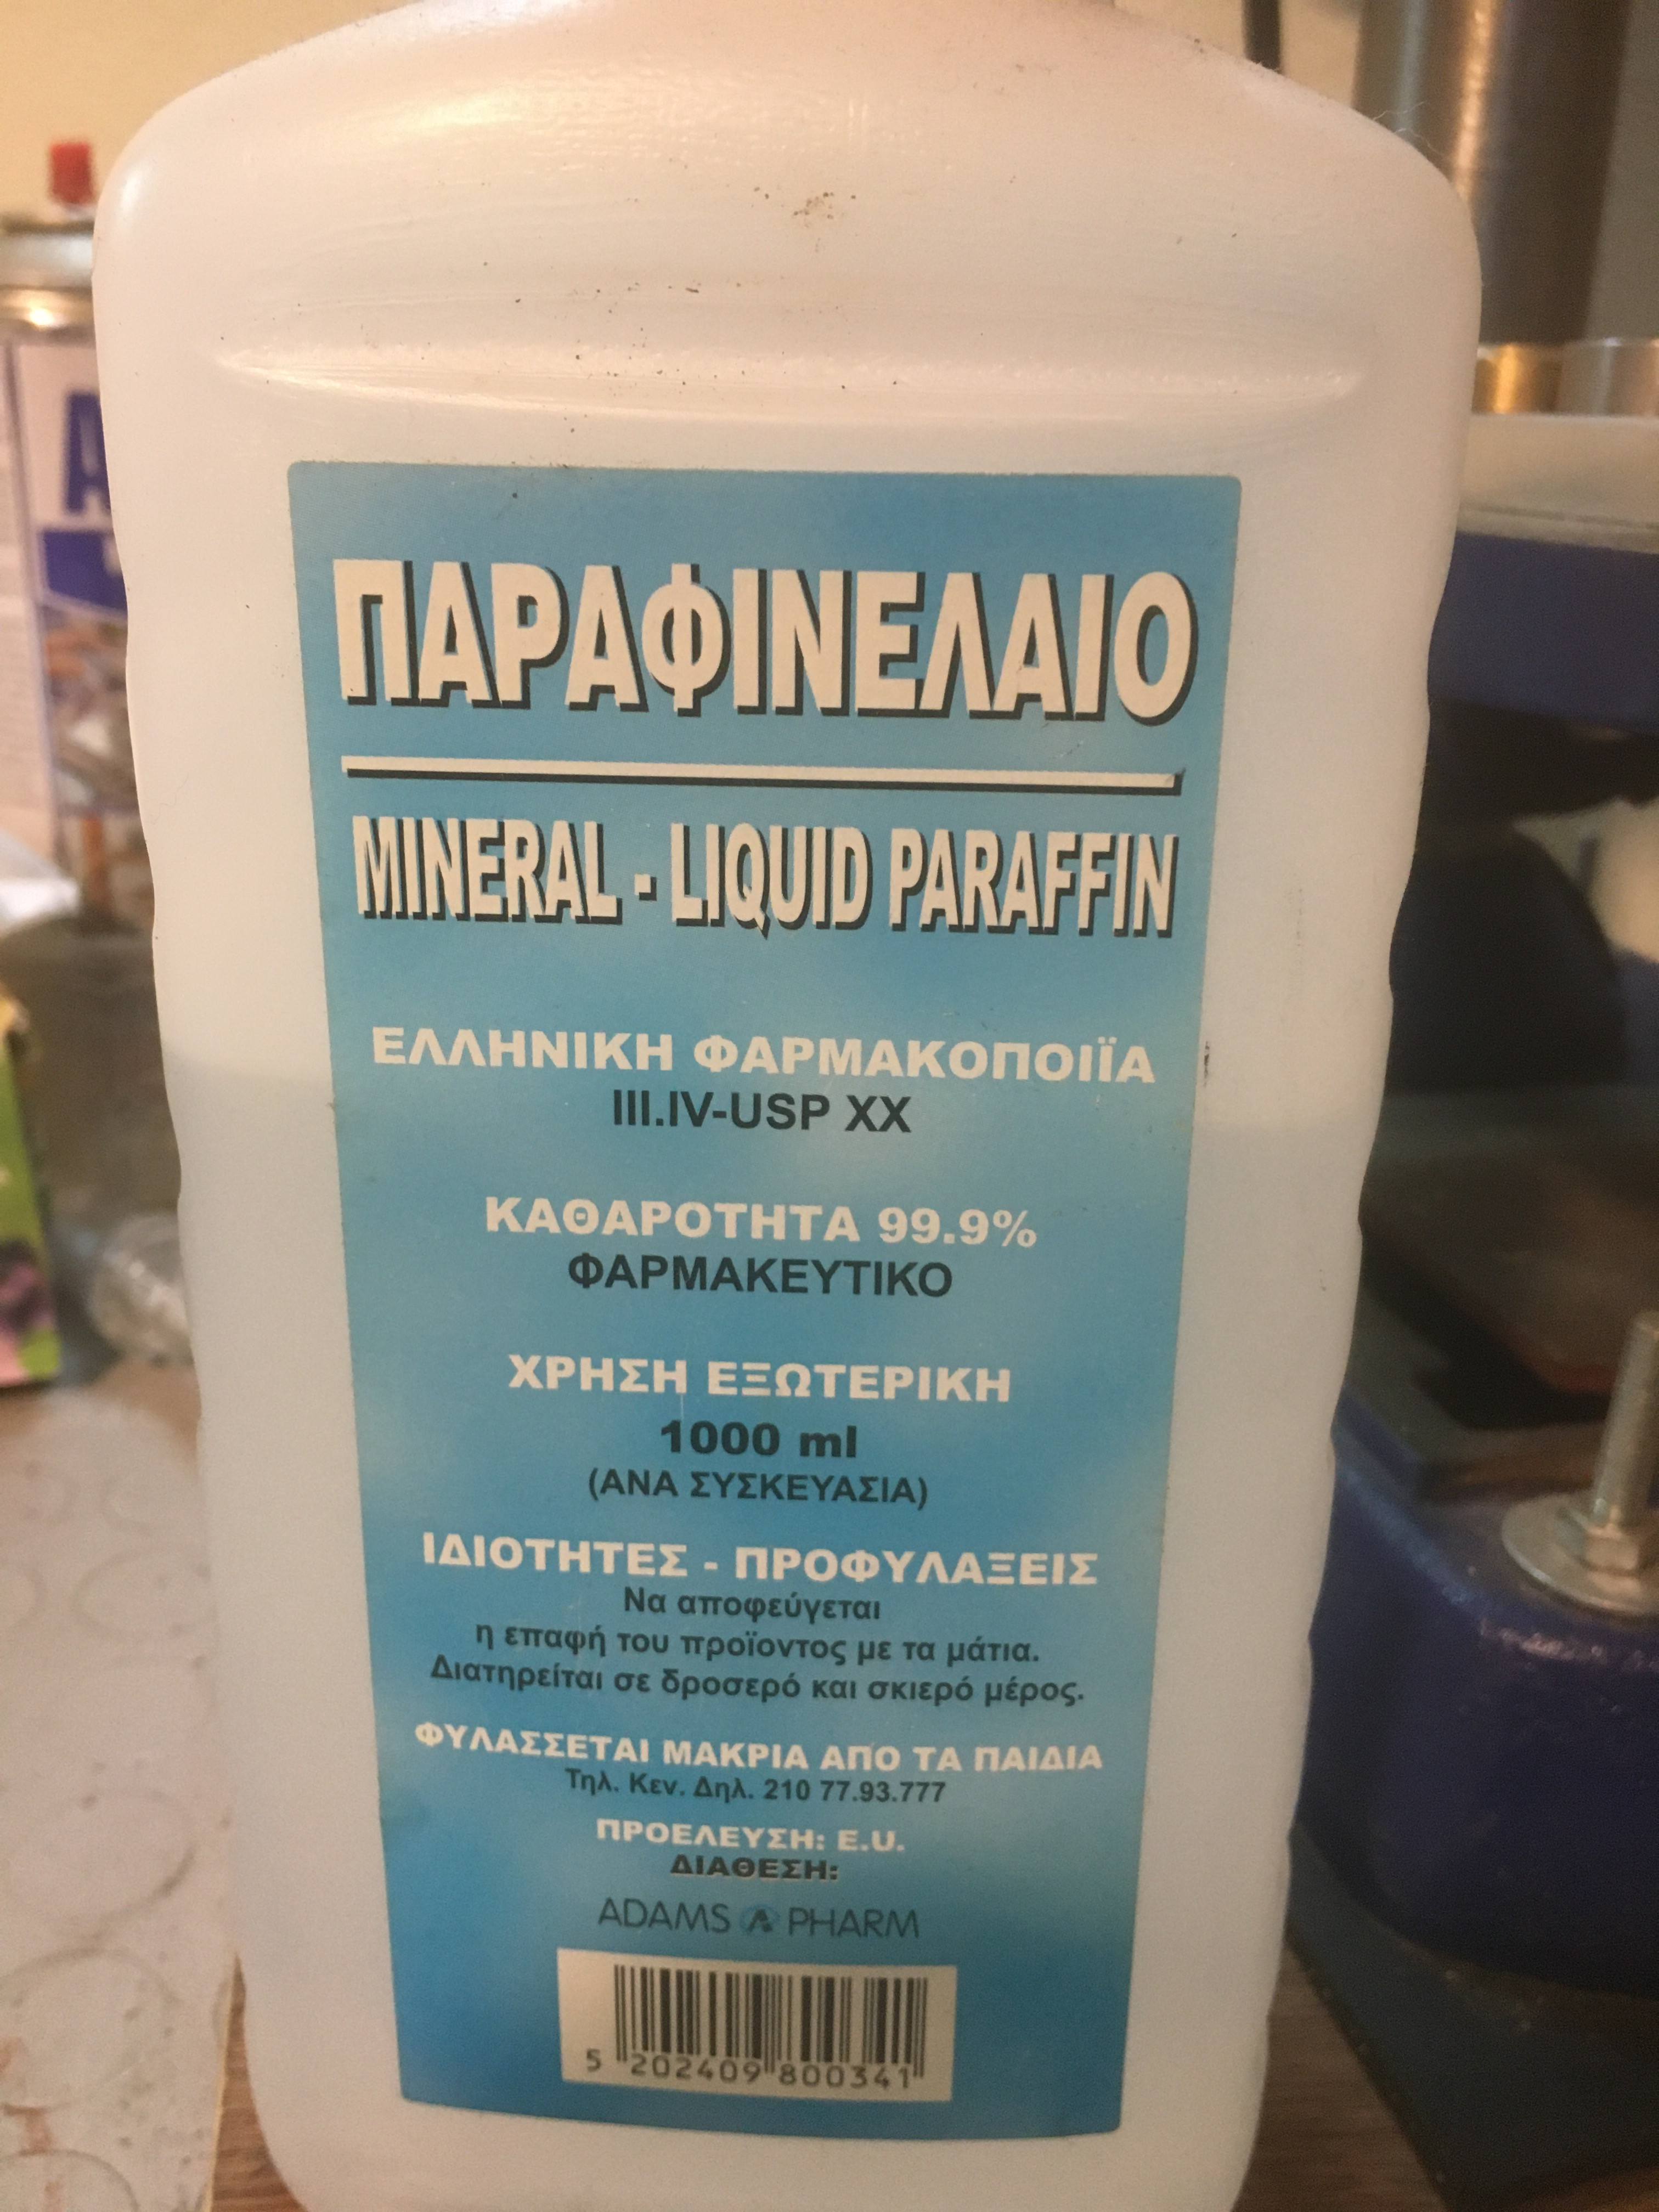 ΠΑΡΑΦΙΝΕΛΑΙΟ
MINERAL - LIQUID PARAFFIN
ΕΛΛΗΝΙΚΗ ΦΑΡΜΑΚΟΠΟΙΪΑ
III.IV-USP XX
ΚΑΘΑΡΟΤΗΤΑ 99.9%
ΦΑΡΜΑΚΕΥΤΙΚΟ
ΧΡΗΣΗ ΕΞΩΤΕΡΙΚΗ
1000 ml
(ΑΝΑ ΣΥΣΚΕΥΑΣΙΑ)
ΙΔΙΟΤΗΤΕΣ - ΠΡΟΦΥΛΑΞΕΙΣ
Να αποφεύγεται
η επαφή του προϊοντος με τα μάτια.
Διατηρείται σε δροσερό και σκιερό μέρος.
ΦΥΛΑΣΣΕΤΑΙ ΜΑΚΡΙΑ ΑΠΟ ΤΑ ΠΑΙΔΙΑ
Τηλ. Κεν. Δηλ. 210 77.93.777
ΠΡΟΕΛΕΥΣΗ: E.U.
ΔΙΑΘΕΣΗ:
ADAMS PHARM
5 202409 800341